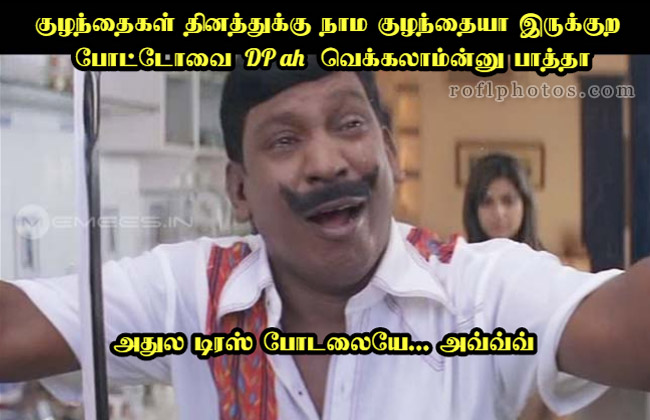 குழந்தைகள் தினத்துக்கு நாம குழந்தையா இருக்குற
போட்டோவை DP ah வெக்கலாம்ன்னு பாத்தா
roflphotos.com
MEMEES.IN
அதுல டிரஸ் போடலையே... அவ்வ்வ்